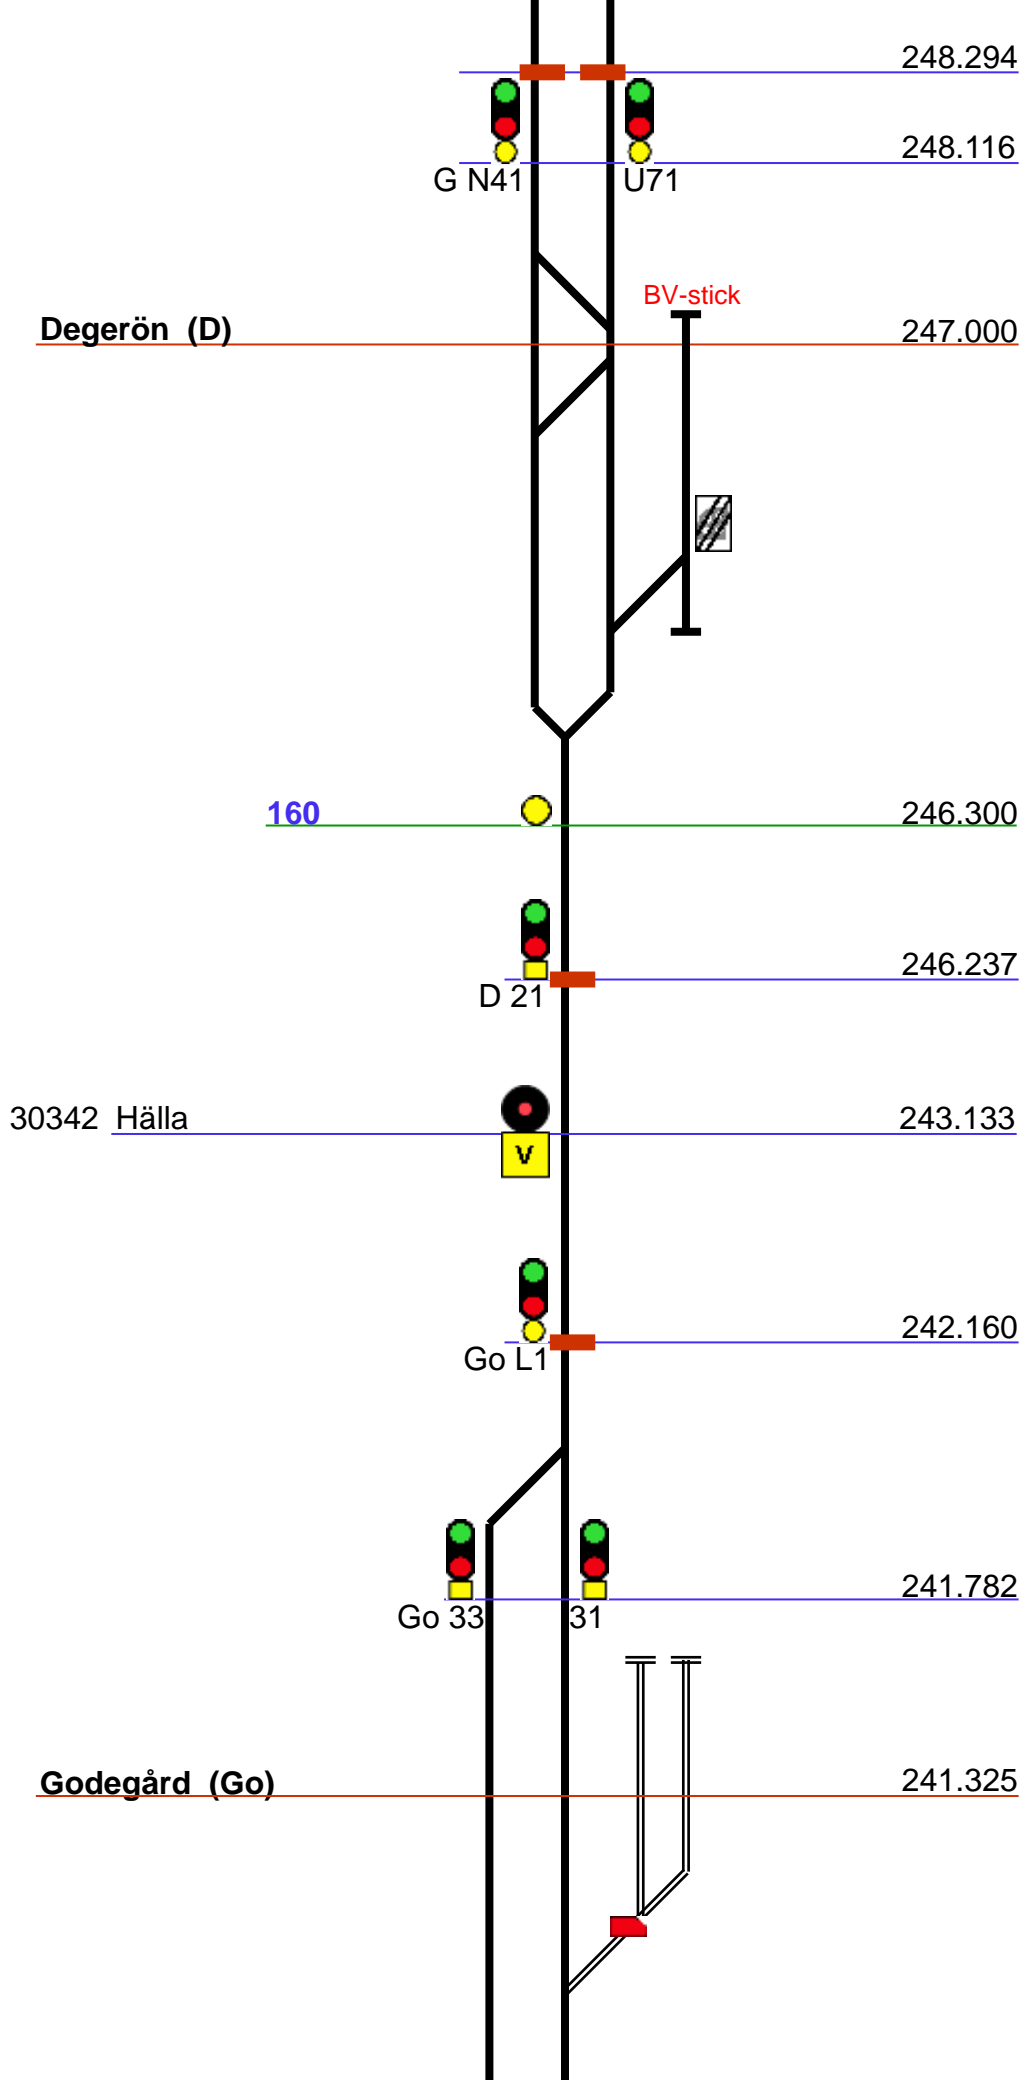 248.294
248.116
G N41 U71
BV-stick
Degerön (D) 247.000
160 246.300
246.237
D 21
30342 Hälla 243.133
V
242.160
Go L1
241.782
Go 33 31
Godegård (Go) 241.325